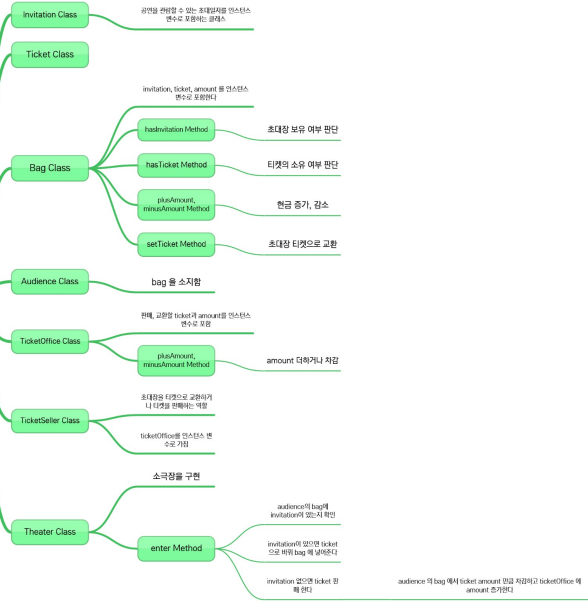 Invitation Class
공연을 관람할 수 있는 초대일자를 인스턴스
변수로 포함하는 클래스
Ticket Class
Bag Class
invitation, ticket, amount 를 인스턴스
변수로 포함한다
hasInvitation Method
초대장 보유 여부 판단
hasTicket Method
티켓의 소유 여부 판단
plusAmount,
minusAmount Method
현금 증가, 감소
setTicket Method
초대장 티켓으로 교환
Audience Class
bag 을 소지함
TicketOffice Class
판매, 교환할 ticket과 amount를 인스턴스
변수로 포함
plusAmount,
minusAmount Method
amount 더하거나 차감
TicketSeller Class
초대장을 티켓으로 교환하거
나 티켓을 판매하는 역할
ticketOffice를 인스턴스 변
수로 가짐
Theater Class
소극장을 구현
enter Method
audience의 bag에
invitation이 있는지 확인
invitation이 있으면 ticket
으로 바꿔 bag 에 넣어준다
invitation 없으면 ticket 판
매 한다
audience 의 bag 에서 ticket amount 만큼 차감하고 ticketOffice 에
amount 증가한다